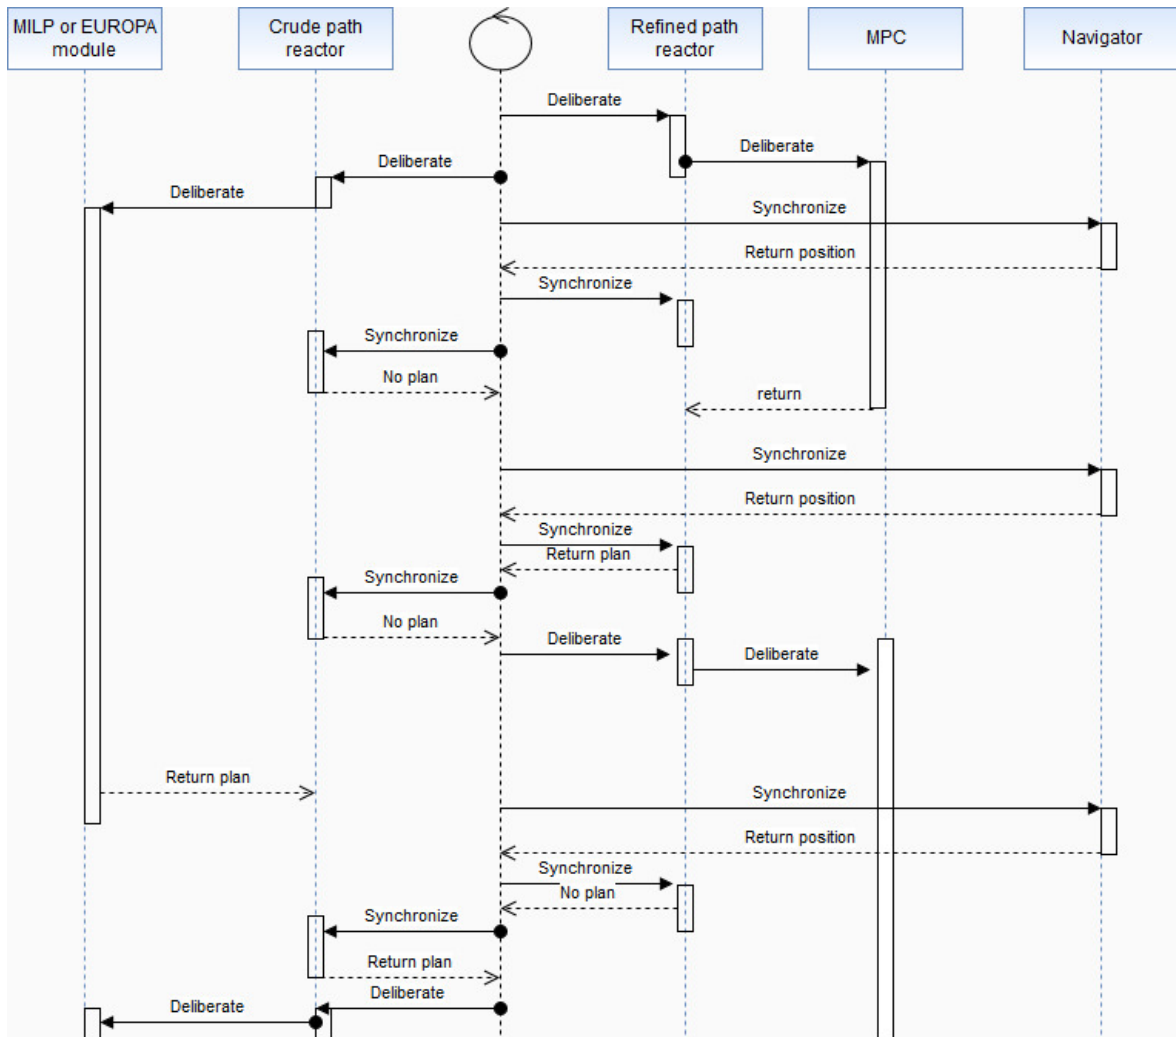 MILP or EUROPA
module
Crude path
reactor
Refined path
reactor
MPC
Navigator
Deliberate
Deliberate
Deliberate
Deliberate
Synchronize
Return position
Synchronize
Synchronize
No plan
return
Synchronize
Return position
Synchronize
Return plan
Synchronize
No plan
Deliberate
Deliberate
Return plan
Synchronize
Return position
Synchronize
No plan
Synchronize
Return plan
Deliberate
Deliberate